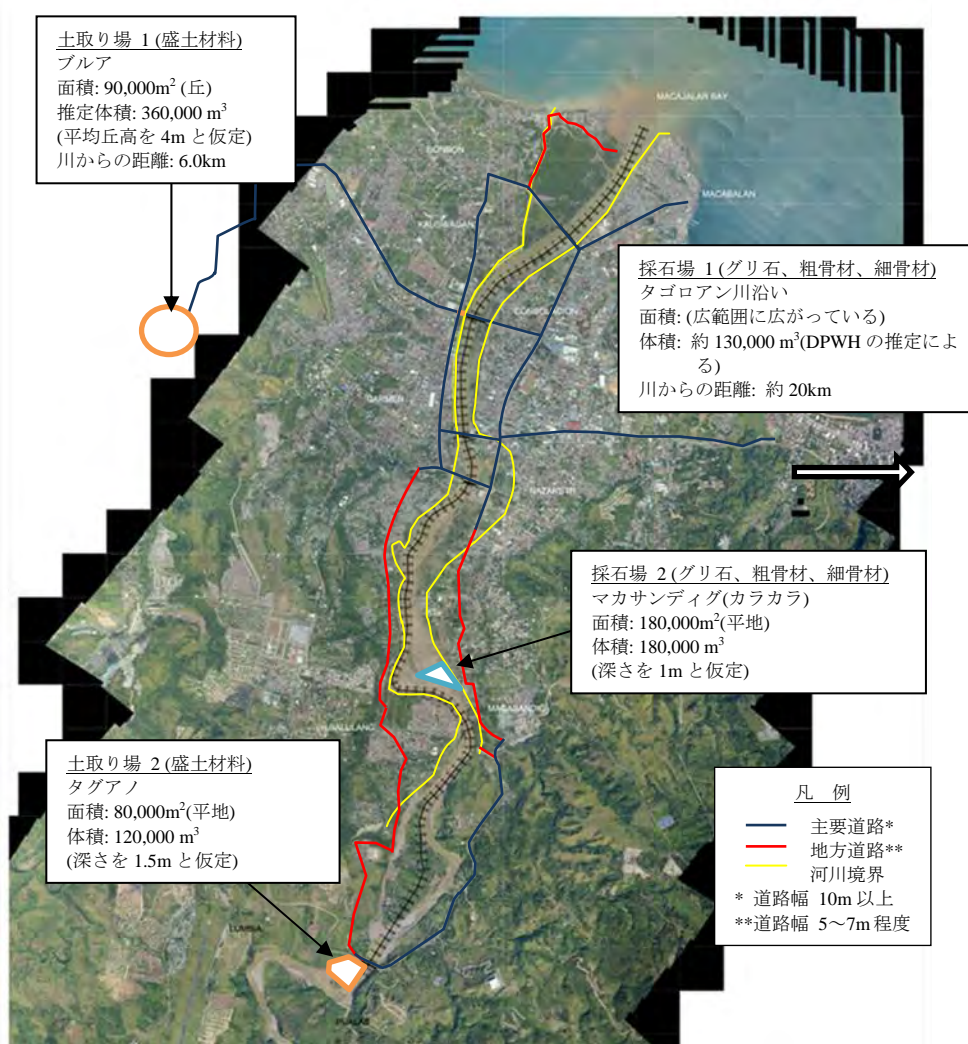 土取り場 1 (盛土材料)
ブルア
面積: 90,000m² (丘)
推定体積: 360,000 m³
(平均丘高を 4m と仮定)
川からの距離: 6.0km
MACAJALAR BAY
BONBON
MACABALAN
KAUSWAGAN
採石場 1 (グリ石、粗骨材、細骨材)
タゴロアン川沿い
面積: (広範囲に広がっている)
体積: 約 130,000 m³(DPWH の推定によ
る)
川からの距離: 約 20km
CONSOLACION
CARMEN
NAZARETH
採石場 2 (グリ石、粗骨材、細骨材)
マカサンディグ(カラカラ)
面積: 180,000m²(平地)
体積: 180,000 m³
(深さを 1m と仮定)
MACASANDIG
土取り場 2 (盛土材料)
タグアノ
面積: 80,000m²(平地)
体積: 120,000 m³
(深さを 1.5m と仮定)
凡 例
主要道路*
地方道路**
河川境界
* 道路幅 10m 以上
**道路幅 5～7m 程度
LUMBIA